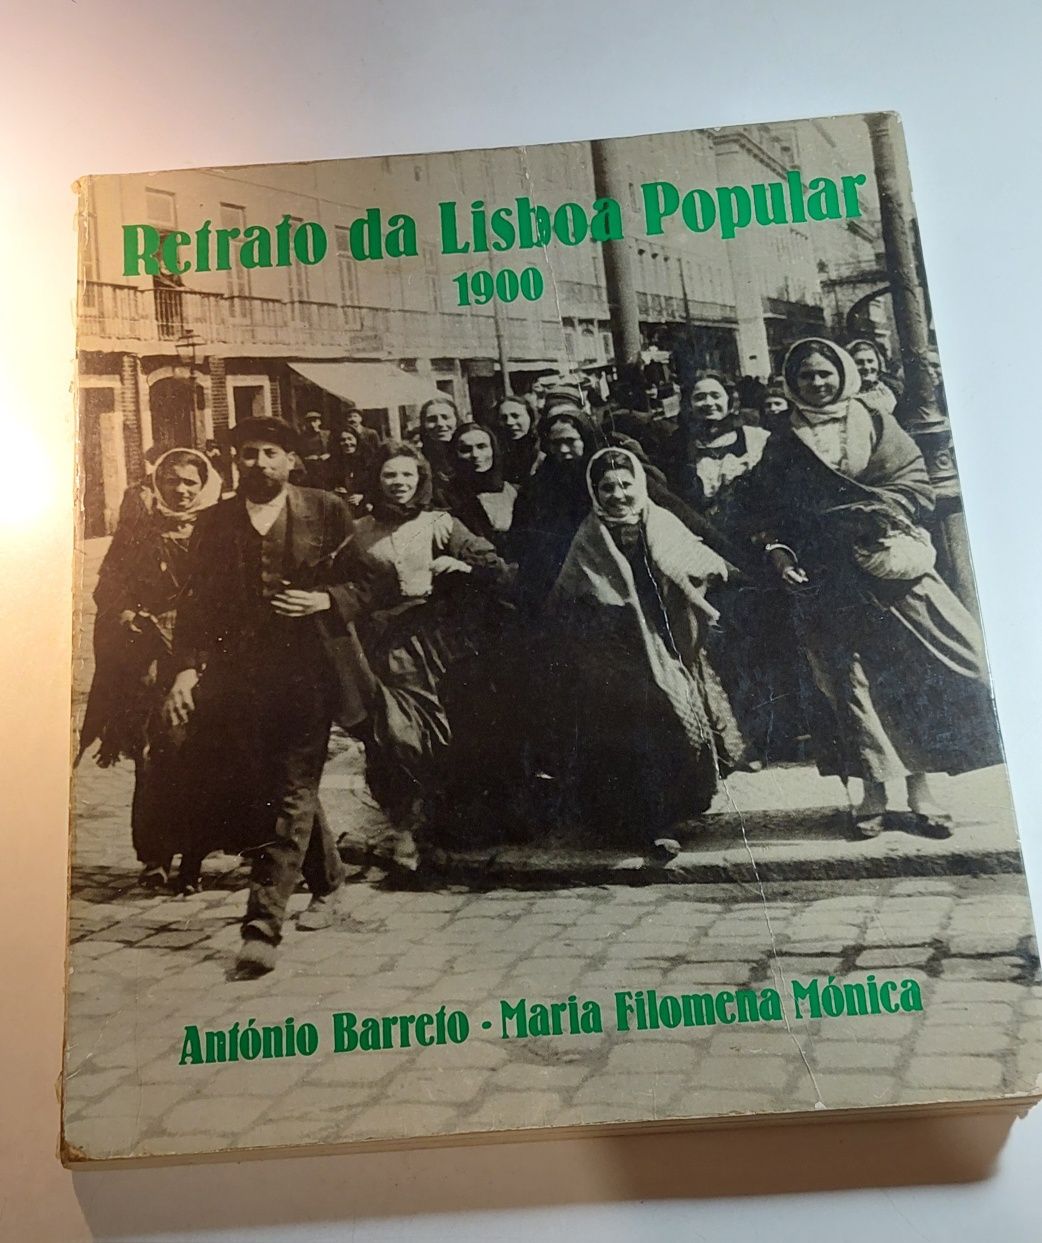 Retrato da Lisboa Popular
1900
António Barreto · Maria Filomena Mónica